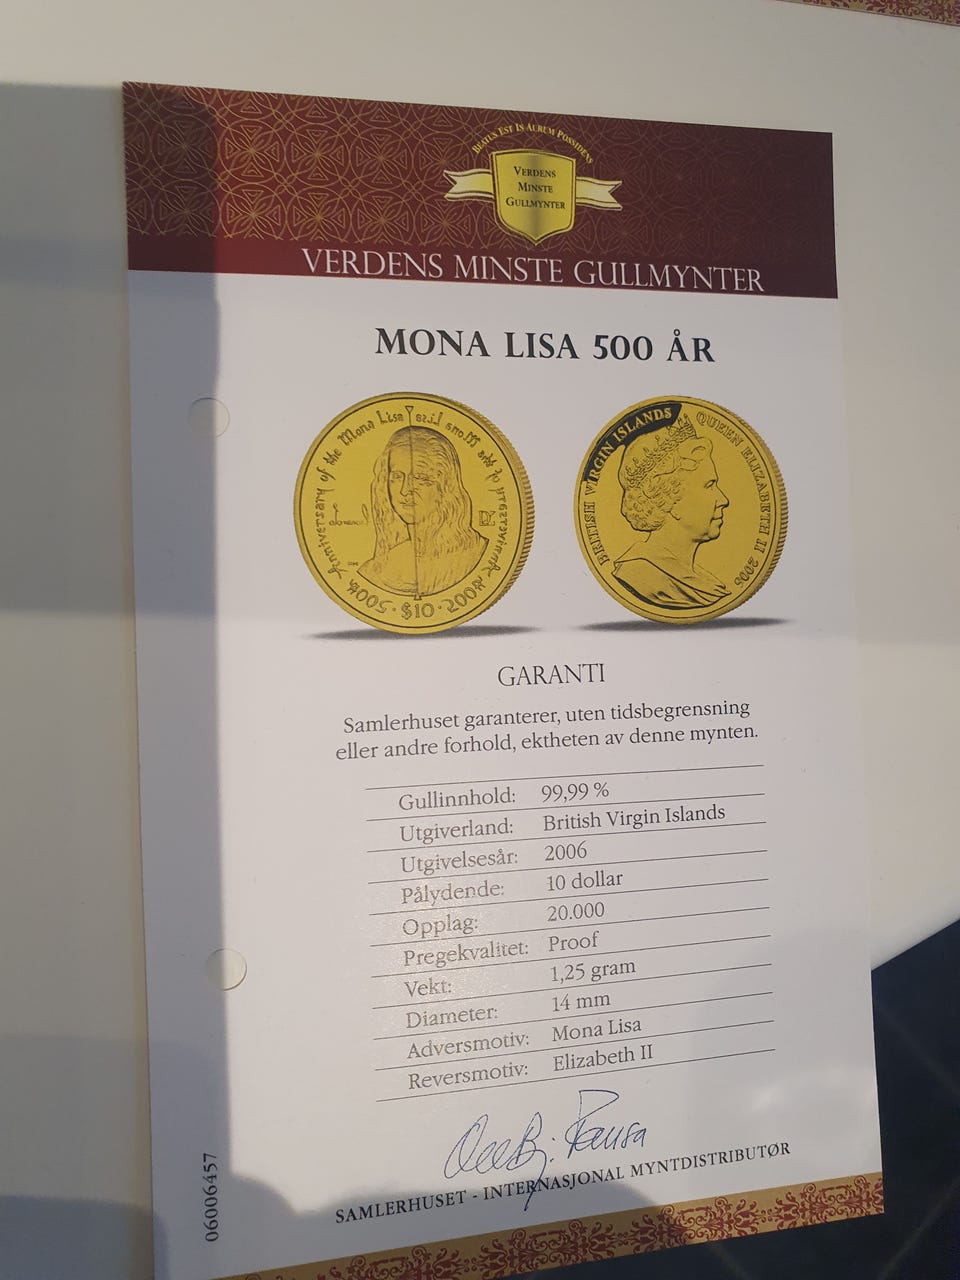 BEATUS EST IS AURUM POSSIDENS
VERDENS
MINSTE
GULLMYNTER
VERDENS MINSTE GULLMYNTER
MONA LISA 500 ÅR
Anniversary of the Mona Lisa
500th · $10 ·
BRITISH VIRGIN ISLANDS
QUEEN ELIZABETH II 2006
GARANTI
Samlerhuset garanterer, uten tidsbegrensning
eller andre forhold, ektheten av denne mynten.
Gullinnhold: 99,99 %
Utgiverland: British Virgin Islands
Utgivelsesår: 2006
Pålydende: 10 dollar
Opplag: 20.000
Pregekvalitet: Proof
Vekt: 1,25 gram
Diameter: 14 mm
Adversmotiv: Mona Lisa
Reversmotiv: Elizabeth II
SAMLERHUSET - INTERNASJONAL MYNTDISTRIBUTØR
06006457